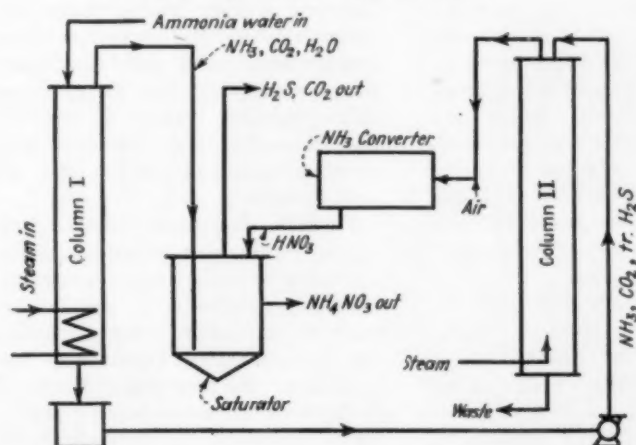 Ammonia water in
NH₃, CO₂, H₂O
H₂S, CO₂ out
NH₃ Converter
Column I
Steam in
Air
Column II
NH₃, CO₂, tr. H₂S
HNO₃
NH₄NO₃ out
Steam
Saturator
Waste